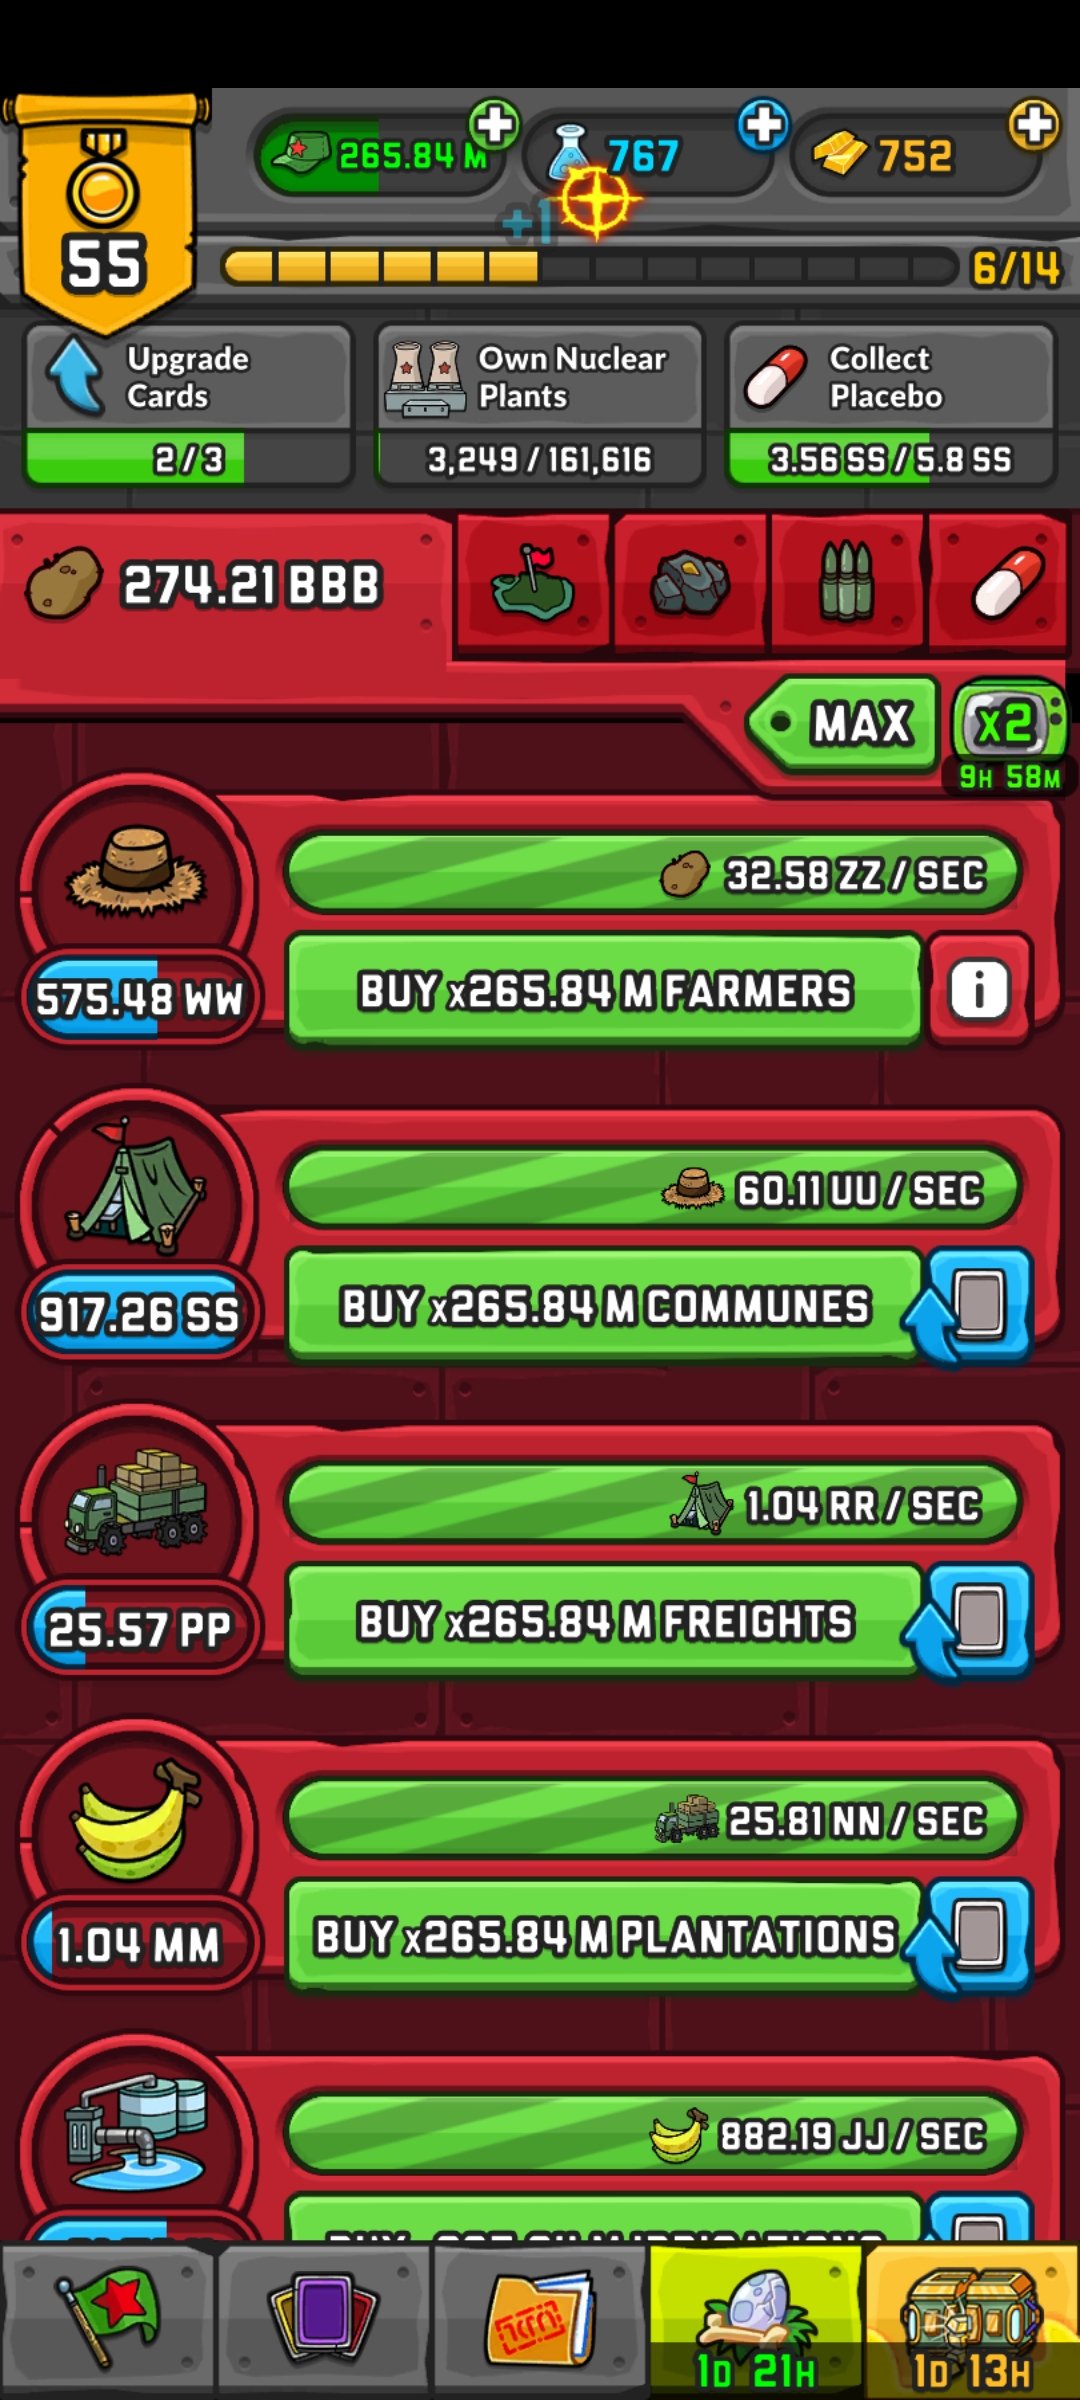 265.84 M
767
752
+1
55
6/14
Upgrade
Cards
2/3
Own Nuclear
Plants
3,249/161,616
Collect
Placebo
3.56 SS/5.8 SS
274.21 BBB
MAX
x2
9H 58M
32.58 ZZ/SEC
575.48 WW
BUY x265.84 M FARMERS
i
60.11 UU/SEC
917.26 SS
BUY x265.84 M COMMUNES
1.04 RR/SEC
25.57 PP
BUY x265.84 M FREIGHTS
25.81 NN/SEC
1.04 MM
BUY x265.84 M PLANTATIONS
882.19 JJ/SEC
1D 21H
1D 13H